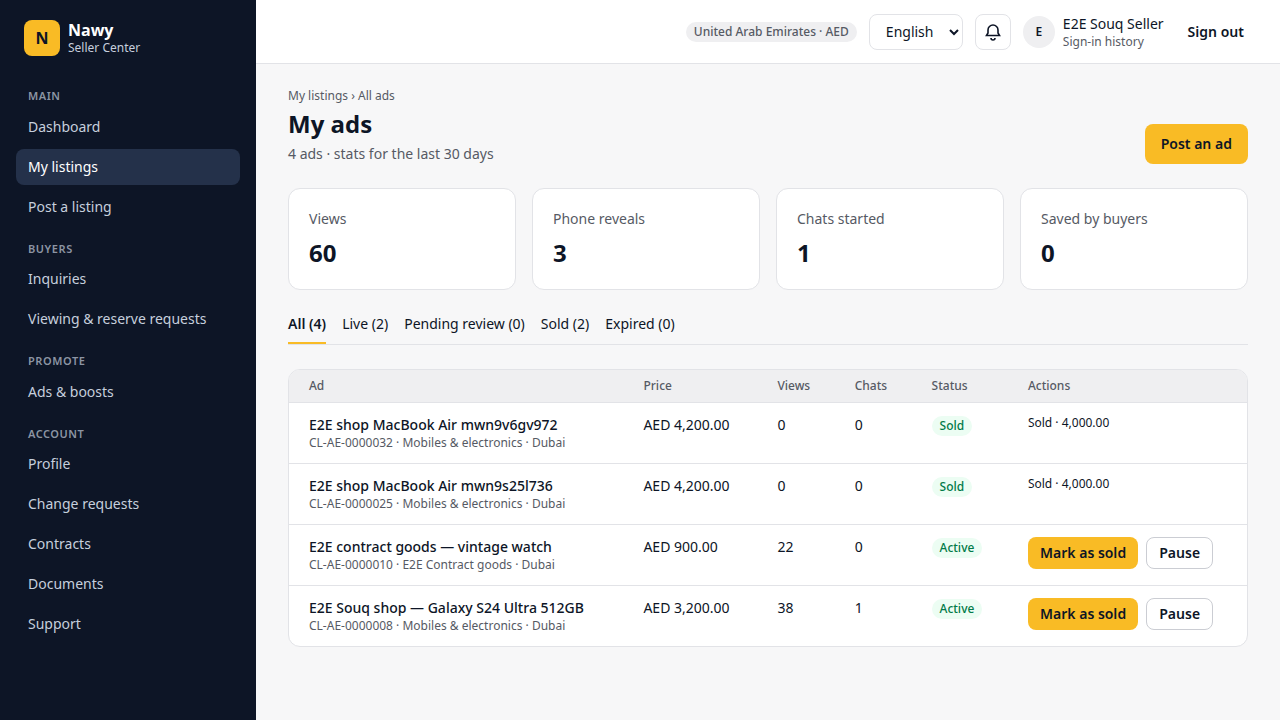 N
Nawy
Seller Center
MAIN
Dashboard
My listings
Post a listing
BUYERS
Inquiries
Viewing & reserve requests
PROMOTE
Ads & boosts
ACCOUNT
Profile
Change requests
Contracts
Documents
Support
United Arab Emirates · AED
English
E
E2E Souq Seller
Sign-in history
Sign out
My listings › All ads
My ads
4 ads · stats for the last 30 days
Post an ad
Views
60
Phone reveals
3
Chats started
1
Saved by buyers
0
All (4) Live (2) Pending review (0) Sold (2) Expired (0)
Ad Price Views Chats Status Actions
E2E shop MacBook Air mwn9v6gv972 AED 4,200.00 0 0 Sold Sold · 4,000.00
CL-AE-0000032 · Mobiles & electronics · Dubai
E2E shop MacBook Air mwn9s25l736 AED 4,200.00 0 0 Sold Sold · 4,000.00
CL-AE-0000025 · Mobiles & electronics · Dubai
E2E contract goods — vintage watch AED 900.00 22 0 Active Mark as sold Pause
CL-AE-0000010 · E2E Contract goods · Dubai
E2E Souq shop — Galaxy S24 Ultra 512GB AED 3,200.00 38 1 Active Mark as sold Pause
CL-AE-0000008 · Mobiles & electronics · Dubai